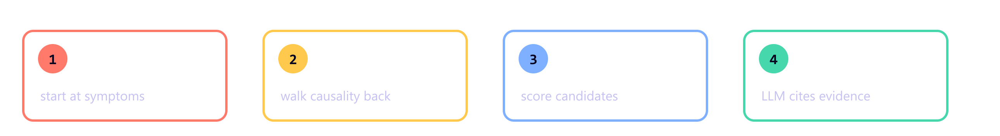 1
start at symptoms
2
walk causality back
3
score candidates
4
LLM cites evidence